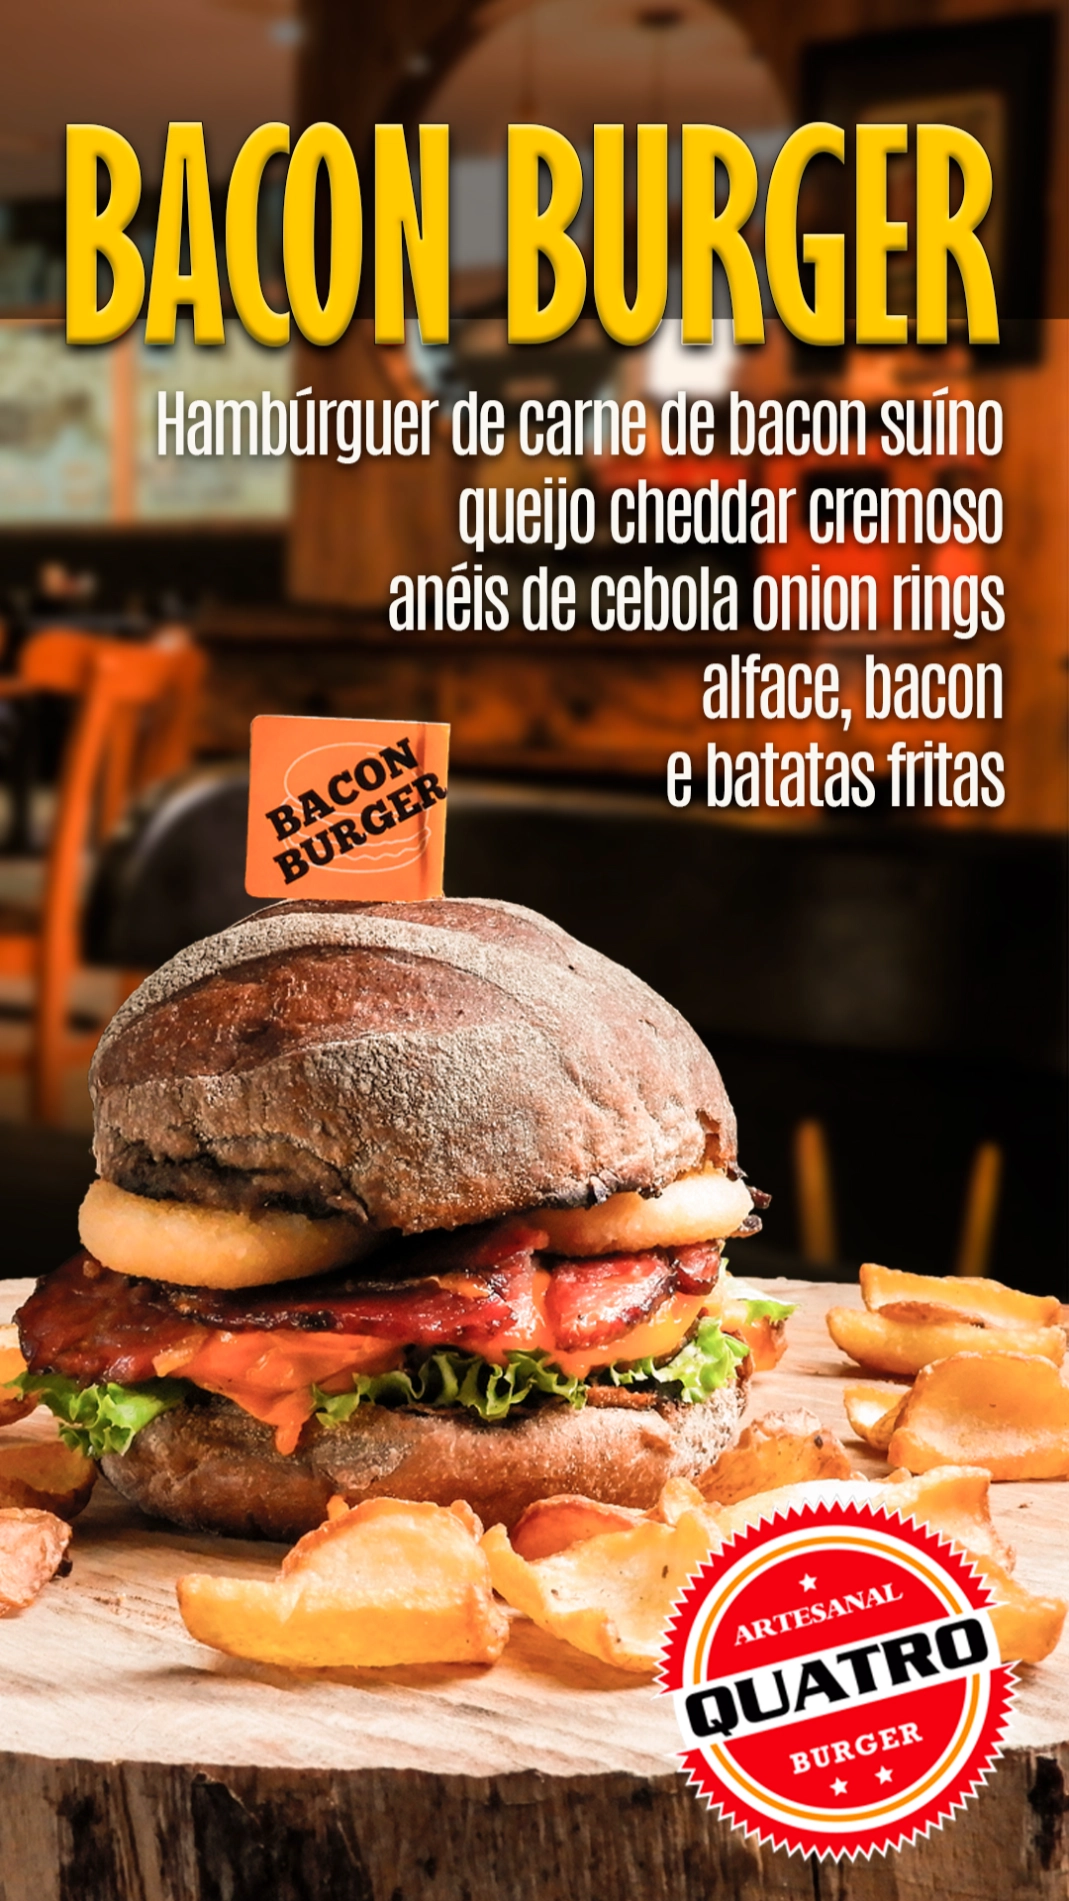 BACON BURGER
Hambúrguer de carne de bacon suíno
queijo cheddar cremoso
anéis de cebola onion rings
alface, bacon
e batatas fritas
BACON
BURGER
ARTESANAL
QUATRO
BURGER